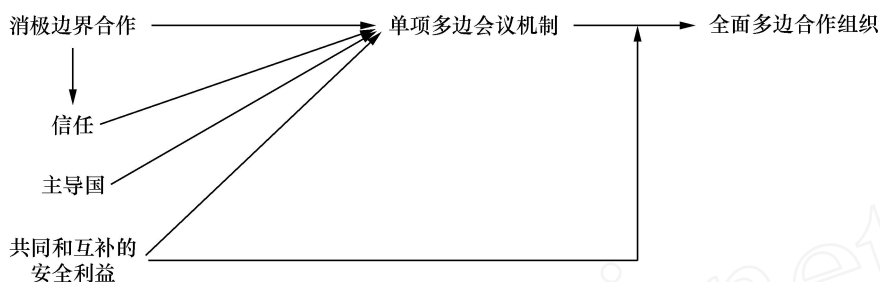 消极边界合作
单项多边会议机制
全面多边合作组织
信任
主导国
共同和互补的
安全利益